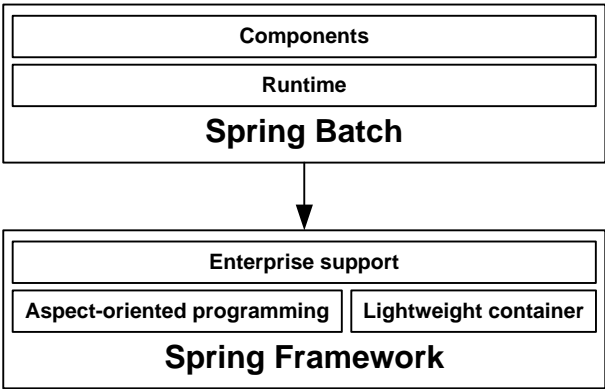 Components
Runtime
Spring Batch
Enterprise support
Aspect-oriented programming Lightweight container
Spring Framework